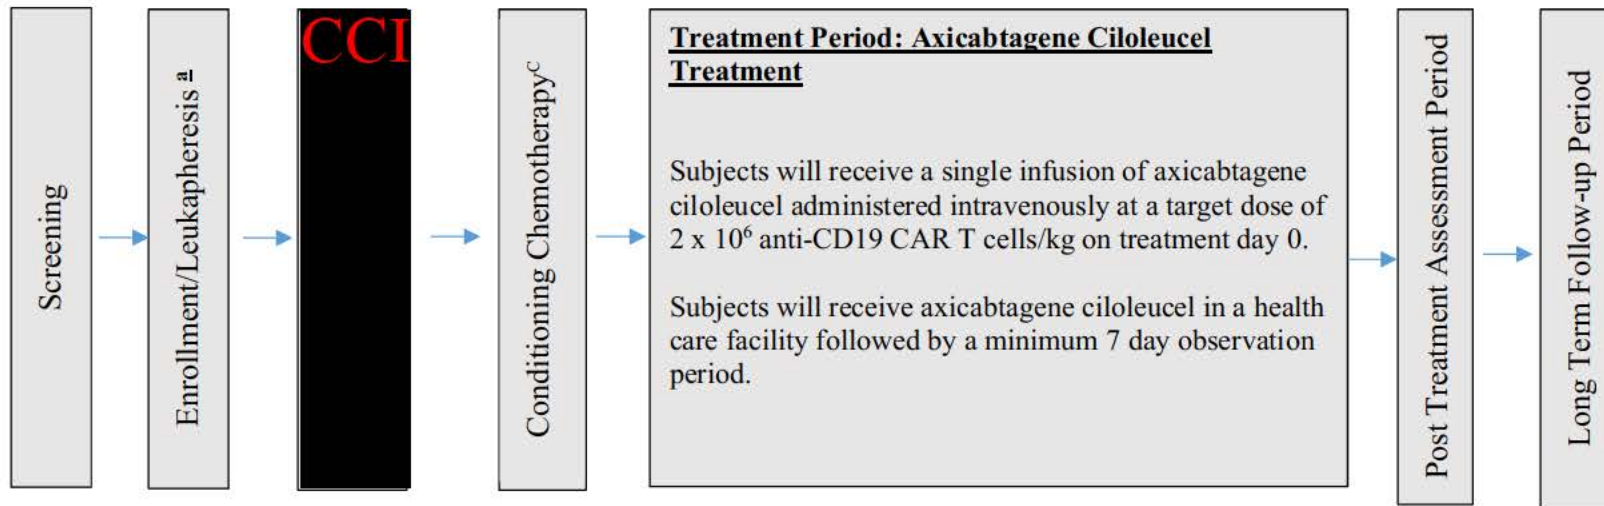 Screening
Enrollment/Leukapheresis a
CCI
Conditioning Chemotherapy^C
Treatment Period: Axicabtagene Ciloleucel
Treatment
Subjects will receive a single infusion of axicabtagene
ciloleucel administered intravenously at a target dose of
2 x 10⁶ anti-CD19 CAR T cells/kg on treatment day 0.
Subjects will receive axicabtagene ciloleucel in a health
care facility followed by a minimum 7 day observation
period.
Post Treatment Assessment Period
Long Term Follow-up Period